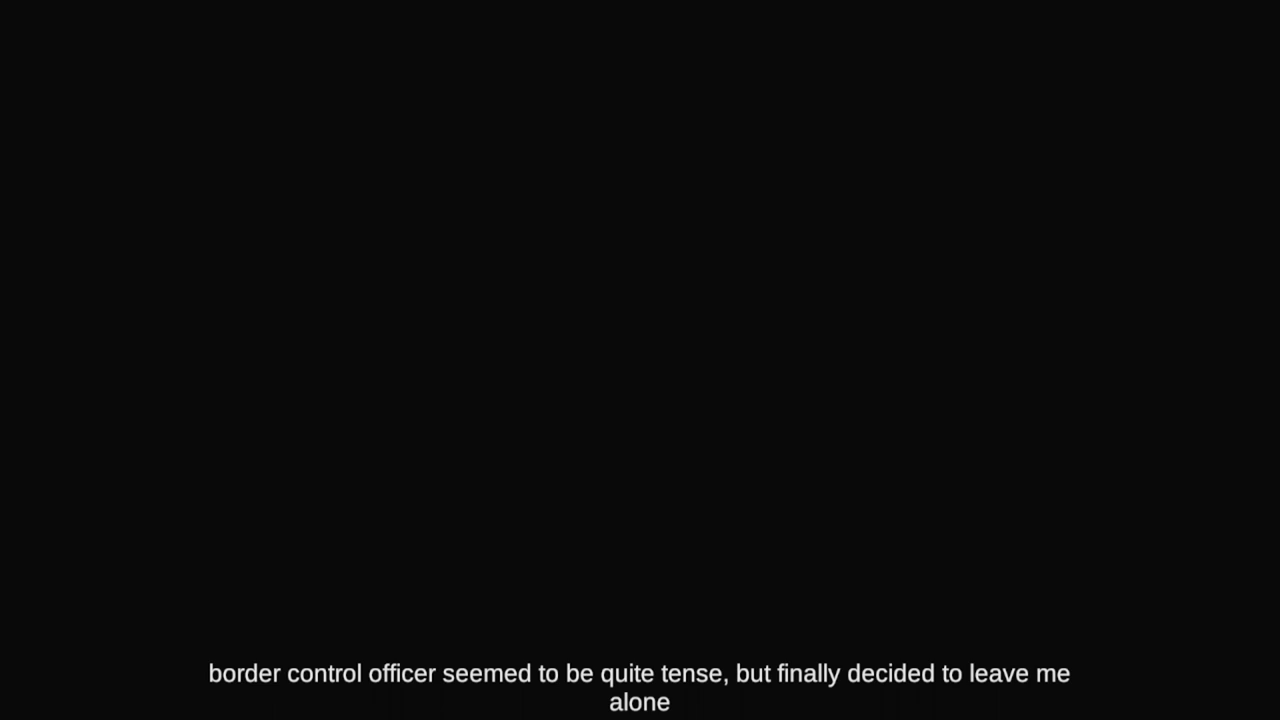 border control officer seemed to be quite tense, but finally decided to leave me
alone